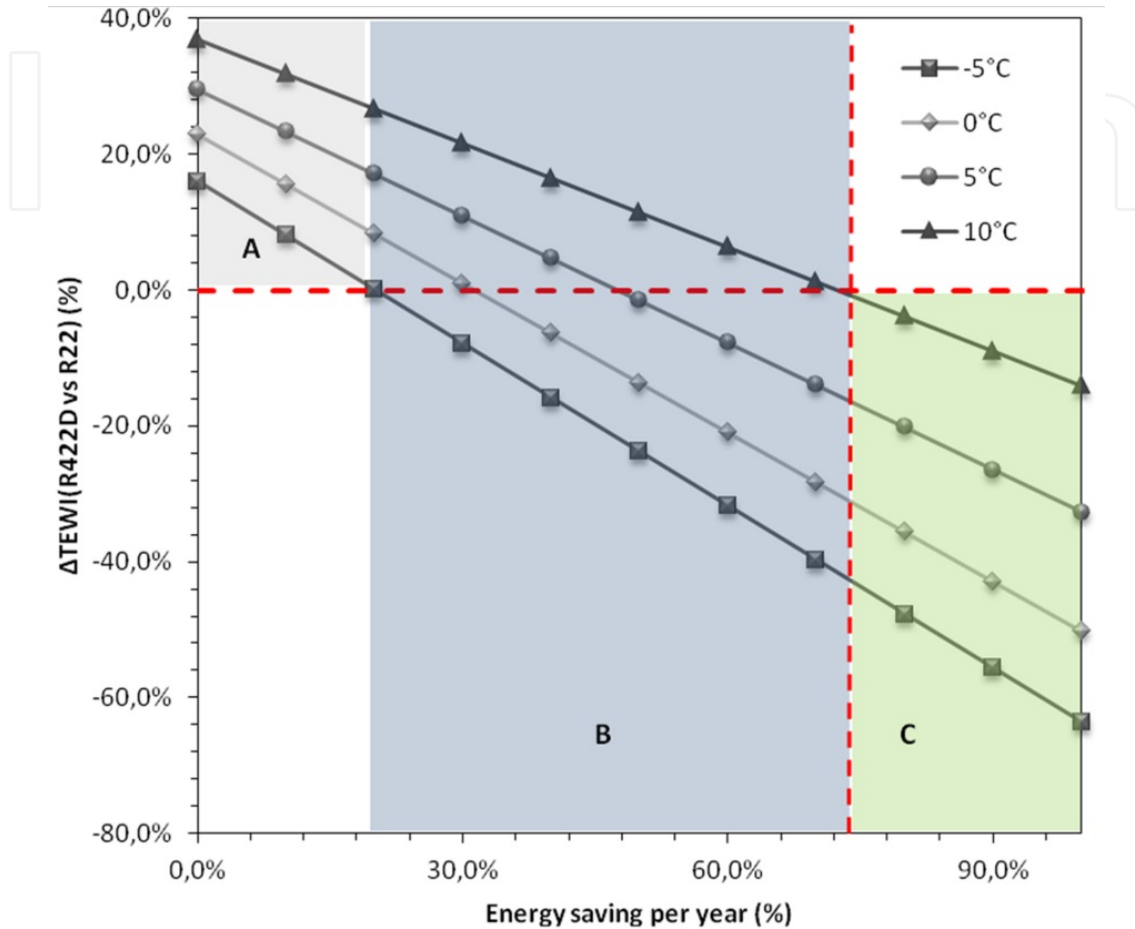 40,0%
20,0%
0,0%
-20,0%
-40,0%
-60,0%
-80,0%
ΔTEWI(R422D vs R22) (%)
-5°C
0°C
5°C
10°C
A
B
C
0,0%
30,0%
60,0%
90,0%
Energy saving per year (%)